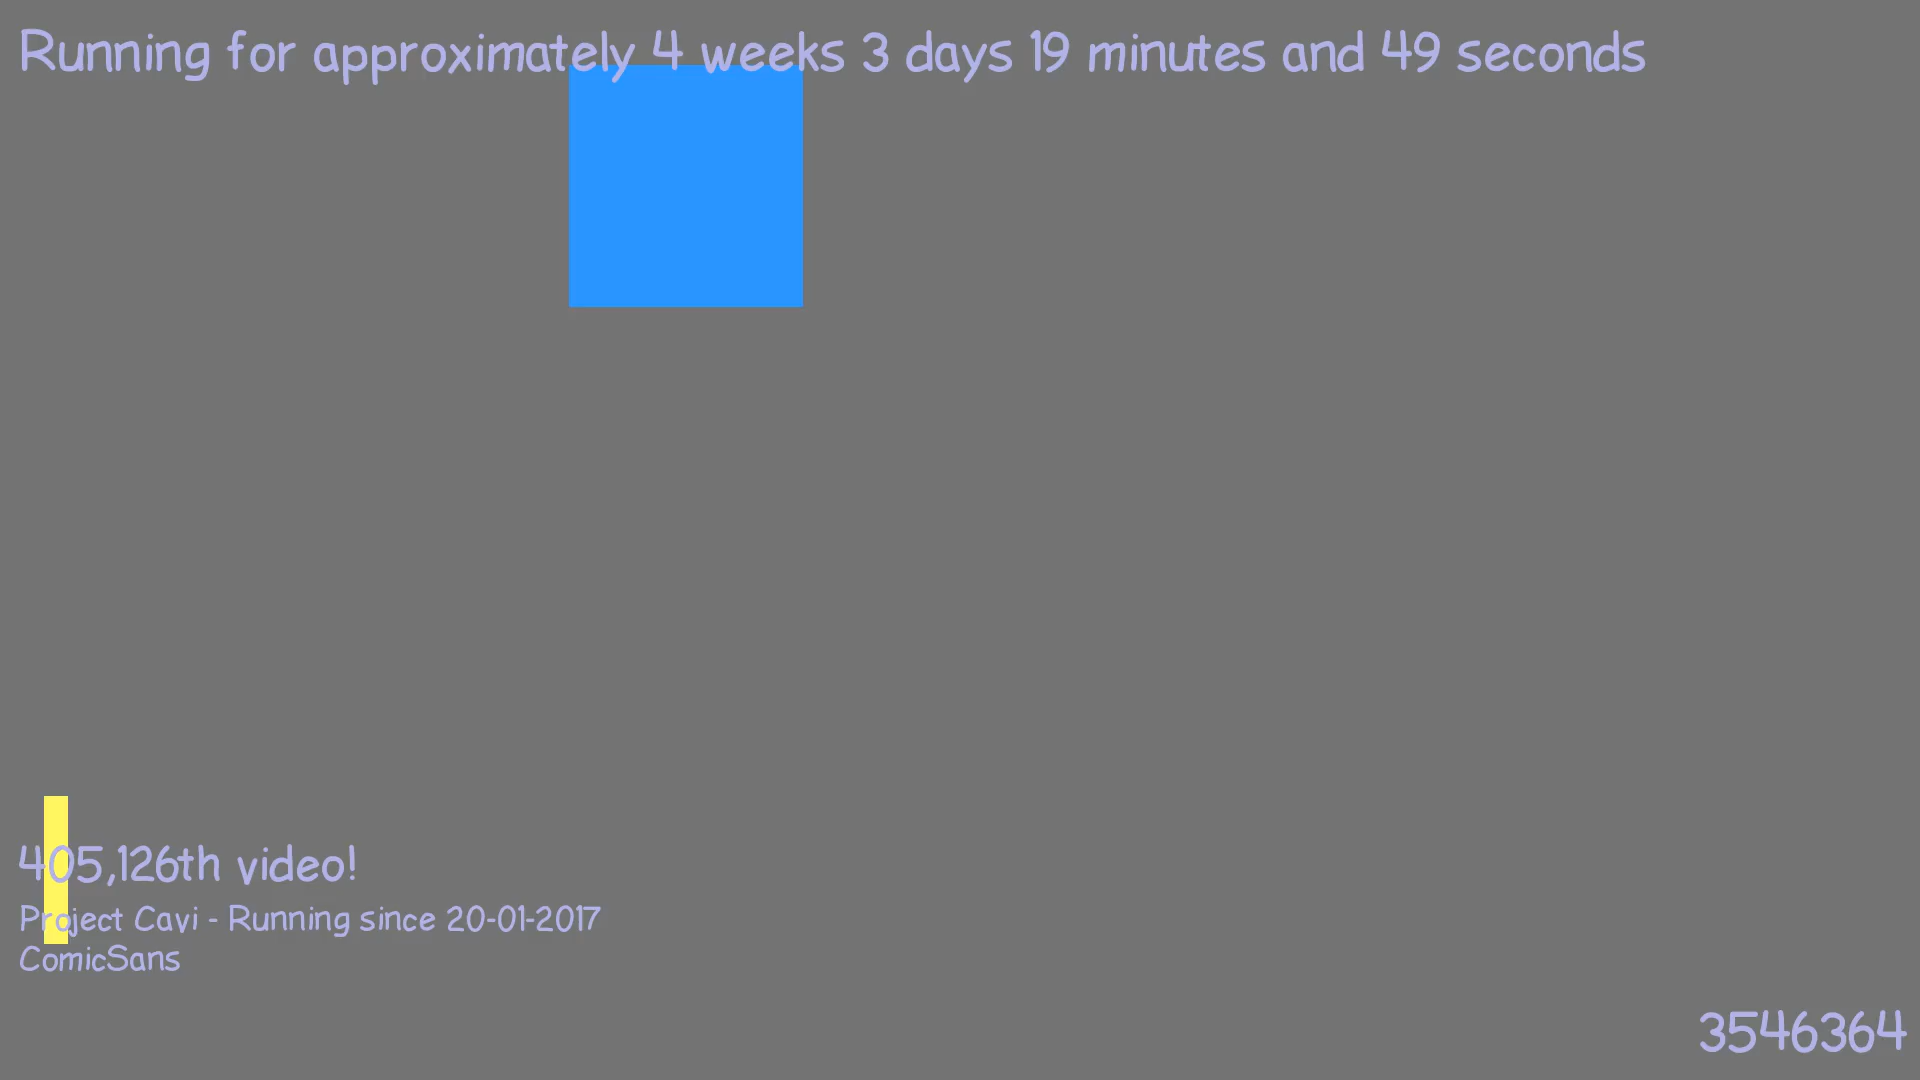 Running for approximately 4 weeks 3 days 19 minutes and 49 seconds
405,126th video!
Project Cavi - Running since 20-01-2017
ComicSans
3546364